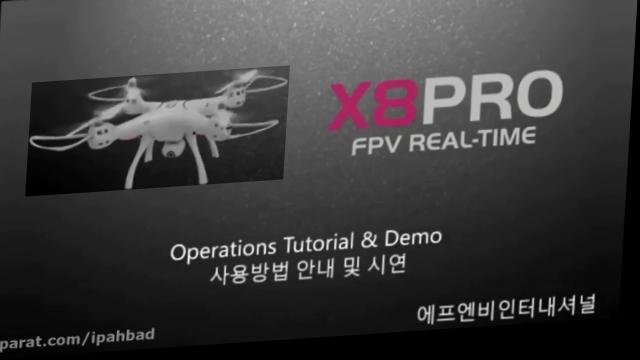 X8PRO
FPV REAL-TIME
Operations Tutorial & Demo
사용방법 안내 및 시연
에프엔비인터내셔널
parat.com/ipahbad